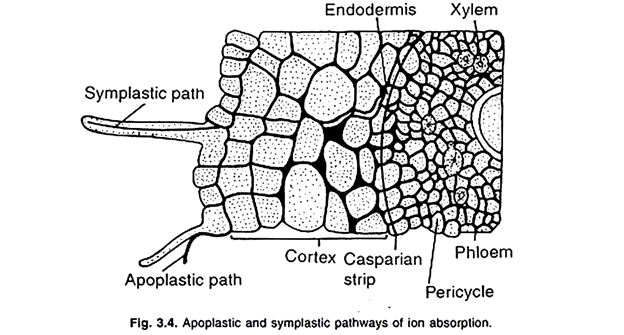 Endodermis
Xylem
Symplastic path
Cortex
Casparian
strip
Phloem
Apoplastic path
Pericycle
Fig. 3.4. Apoplastic and symplastic pathways of ion absorption.